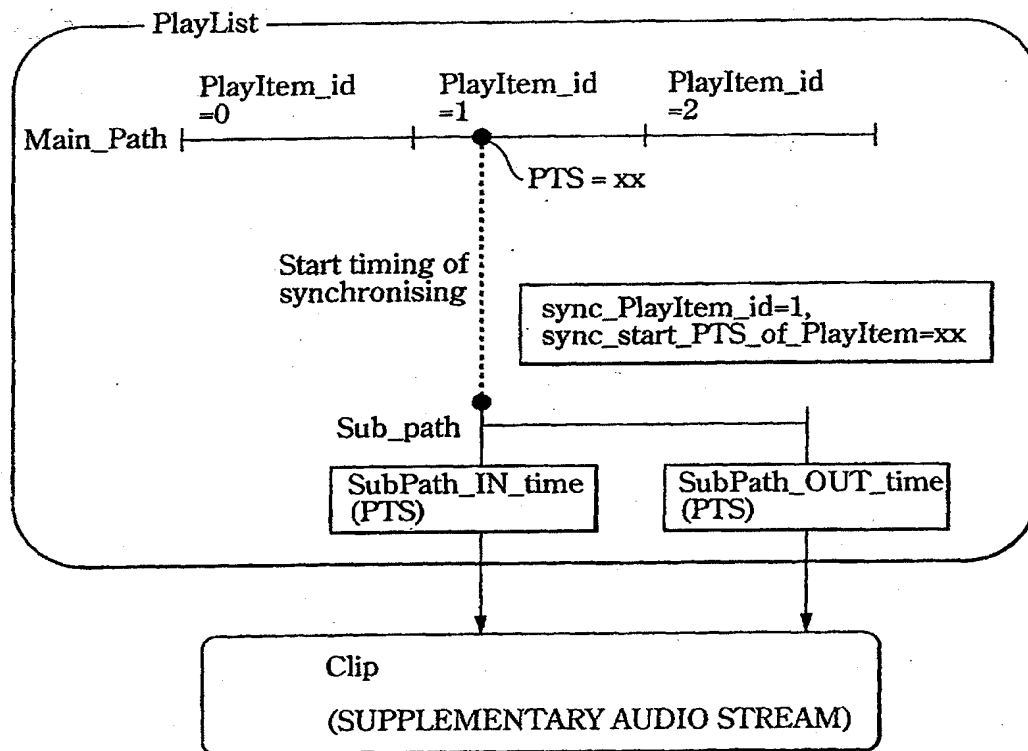 PlayList
PlayItem_id
=0
PlayItem_id
=1
PlayItem_id
=2
Main_Path
PTS = xx
Start timing of
synchronising
sync_PlayItem_id=1,
sync_start_PTS_of_PlayItem=xx
Sub_path
SubPath_IN_time
(PTS)
SubPath_OUT_time
(PTS)
Clip
(SUPPLEMENTARY AUDIO STREAM)